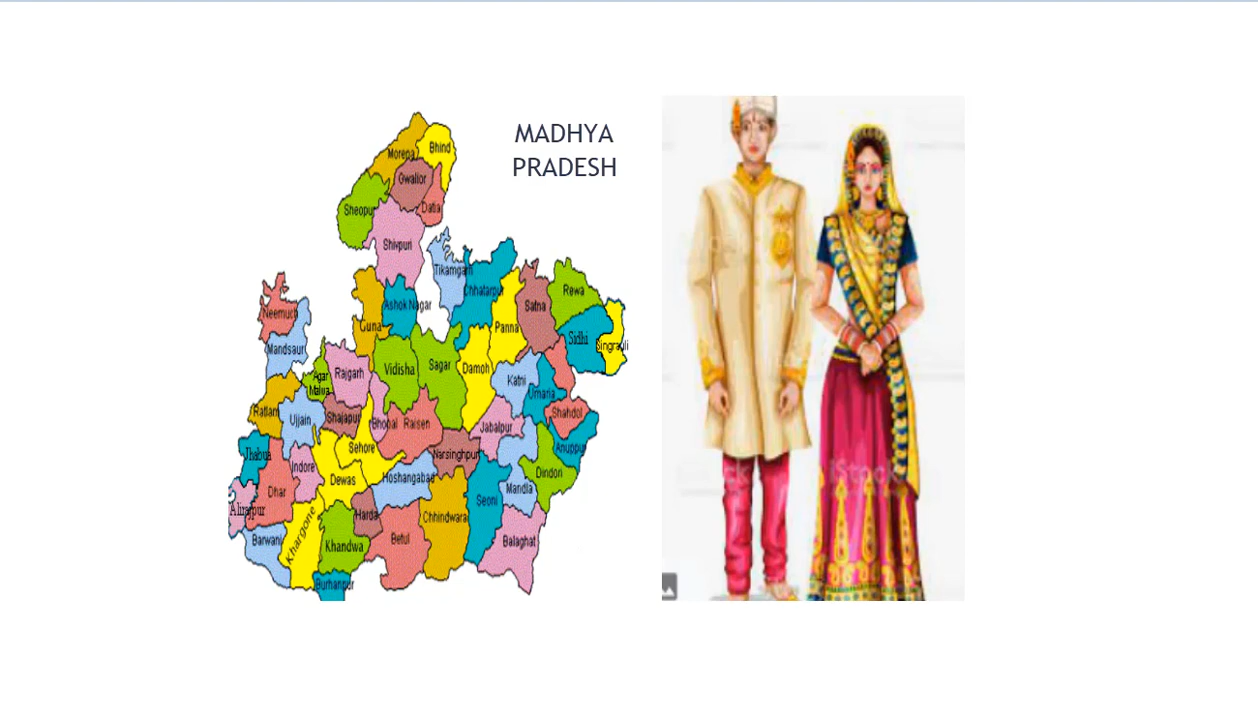 MADHYA
PRADESH
Morena
Bhind
Gwalior
Sheopur
Datia
Shivpuri
Tikamgarh
Chhatarpur
Rewa
Satna
Neemuch
Ashok Nagar
Guna
Panna
Sidhi
Singrauli
Mandsaur
Rajgarh
Vidisha
Sagar
Damoh
Agar
Malwa
Katni
Umaria
Ratlam
Ujjain
Shajapur
Bhopal
Raisen
Jabalpur
Shahdol
Jhabua
Sehore
Narsinghpur
Anuppur
Indore
Dewas
Hoshangabad
Dindori
Dhar
Mandla
Seoni
Alirajpur
Harda
Chhindwara
Khargone
Barwani
Khandwa
Betul
Balaghat
Burhanpur
iStock